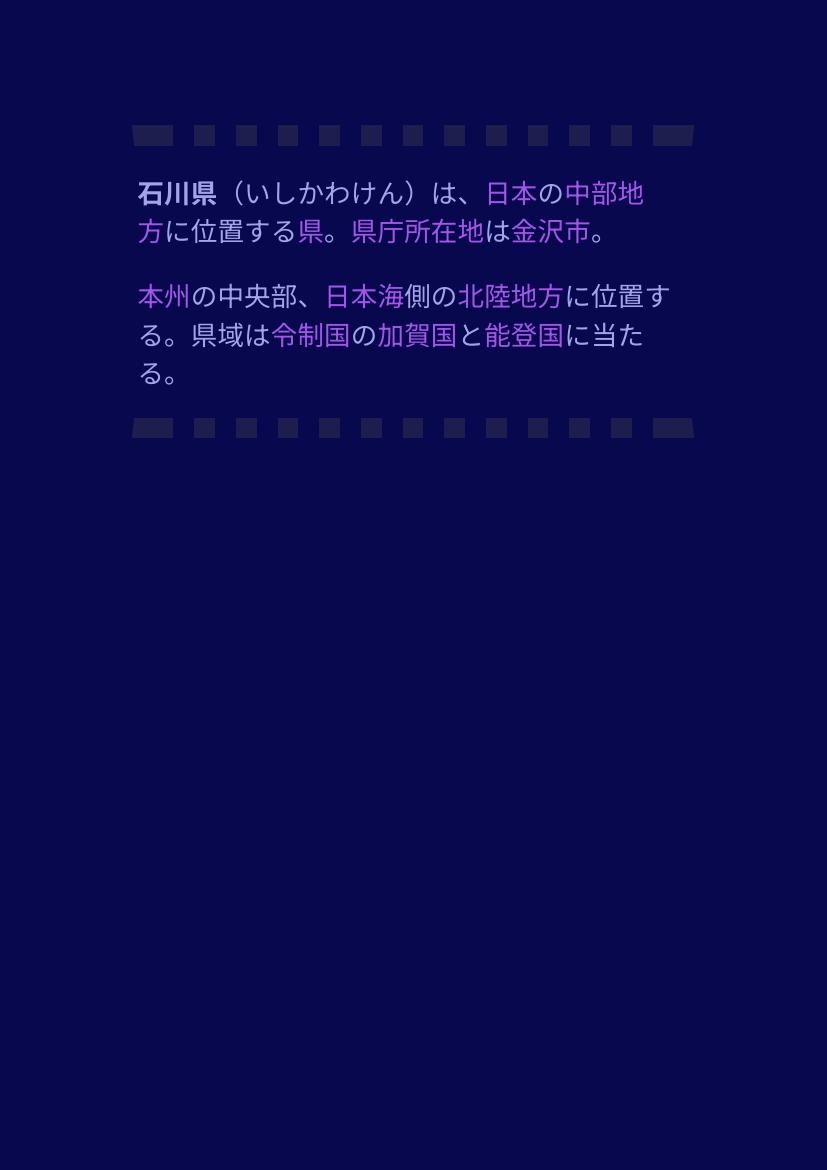 石川県（いしかわけん）は、日本の中部地
方に位置する県。県庁所在地は金沢市。
本州の中央部、日本海側の北陸地方に位置す
る。県域は令制国の加賀国と能登国に当た
る。